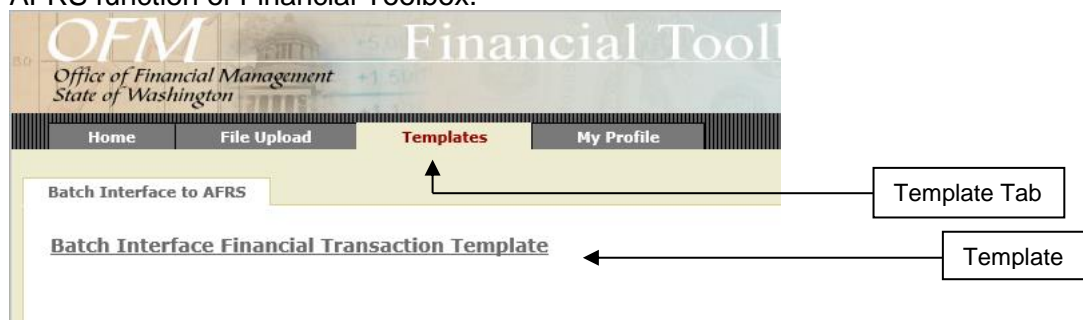 AFRS function of Financial Toolbox.
OFM Financial Tool
Office of Financial Management
State of Washington
Home File Upload Templates My Profile
Batch Interface to AFRS
Template Tab
Batch Interface Financial Transaction Template
Template